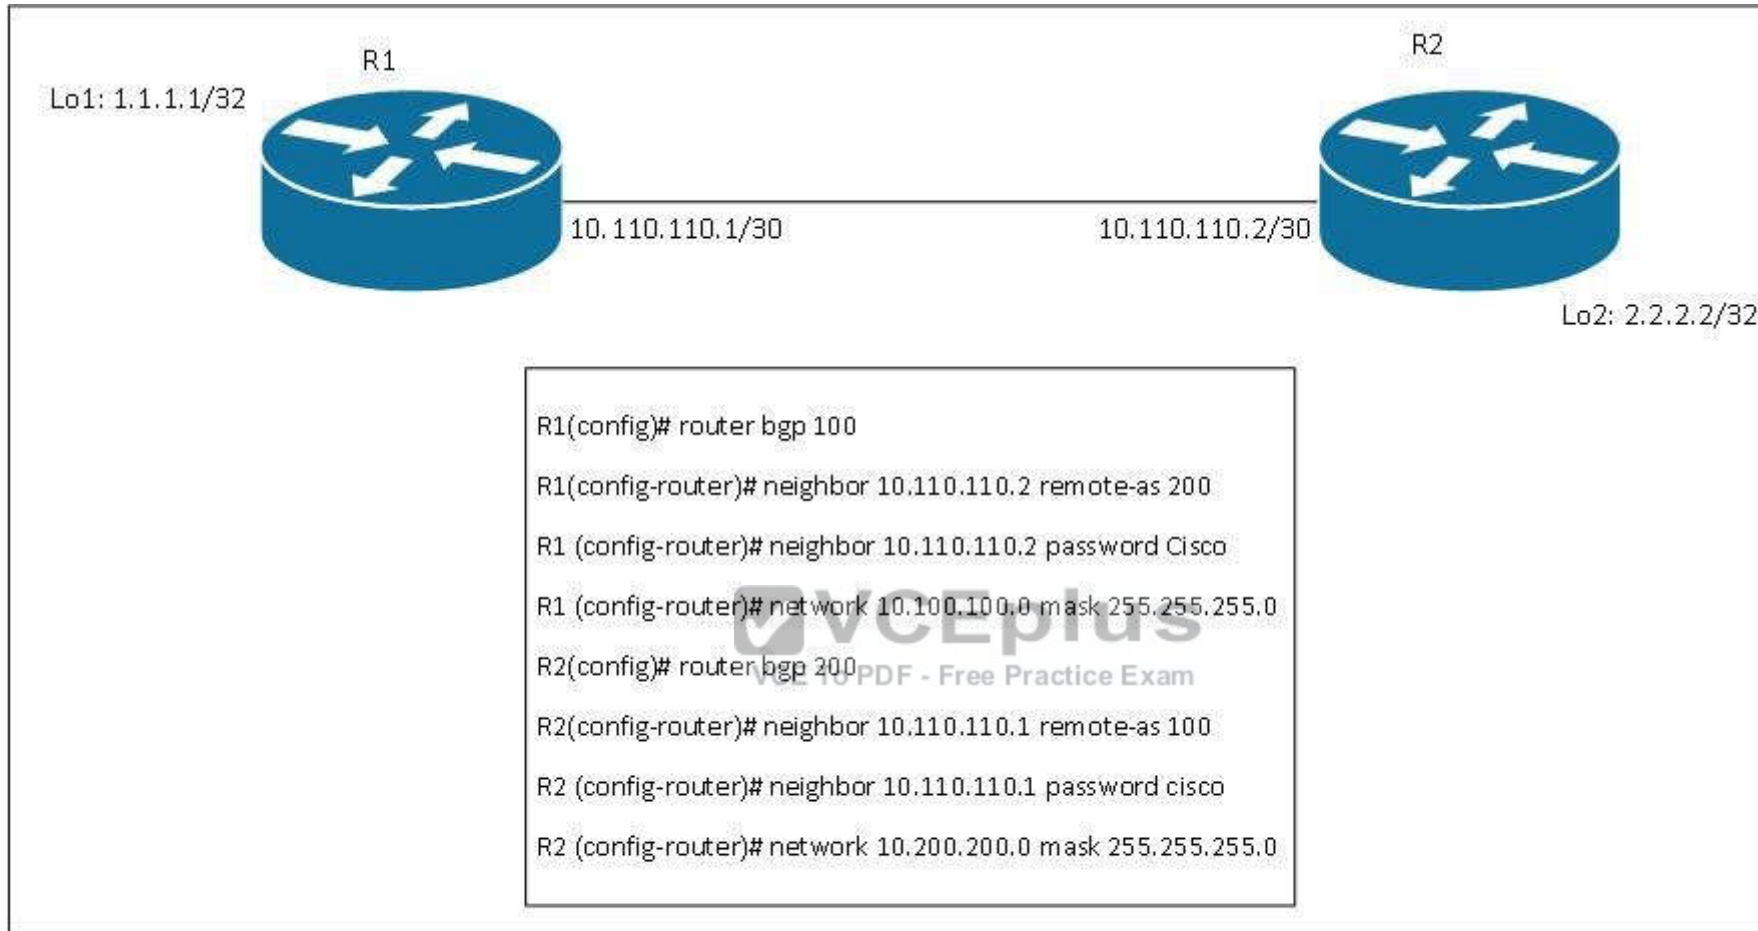 R1
R2
Lo1: 1.1.1.1/32
10.110.110.1/30
10.110.110.2/30
Lo2: 2.2.2.2/32
R1(config)# router bgp 100
R1(config-router)# neighbor 10.110.110.2 remote-as 200
R1 (config-router)# neighbor 10.110.110.2 password Cisco
R1 (config-router)# network 10.100.100.0 mask 255.255.255.0
VCEplus
R2(config)# router bgp 200
VCE To PDF - Free Practice Exam
R2(config-router)# neighbor 10.110.110.1 remote-as 100
R2 (config-router)# neighbor 10.110.110.1 password cisco
R2 (config-router)# network 10.200.200.0 mask 255.255.255.0